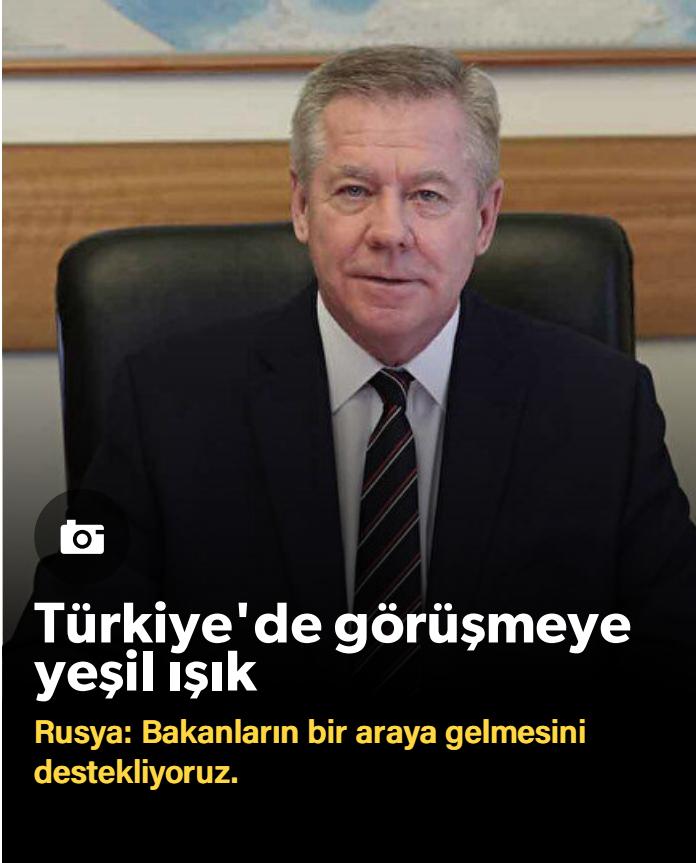 Türkiye'de görüşmeye
yeşil ışık
Rusya: Bakanların bir araya gelmesini
destekliyoruz.